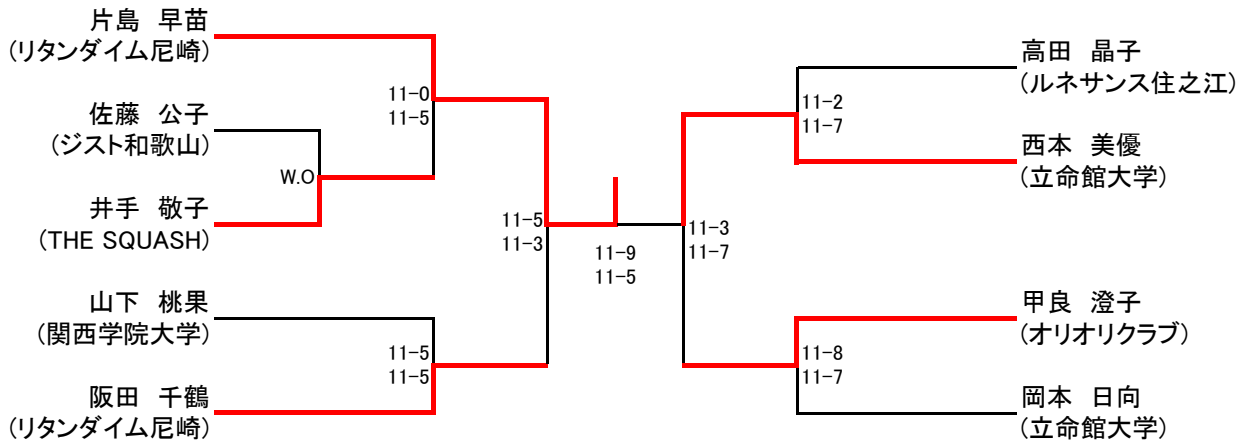 片島 早苗
(リタンダイム尼崎)
佐藤 公子
(ジスト和歌山)
井手 敬子
(THE SQUASH)
山下 桃果
(関西学院大学)
阪田 千鶴
(リタンダイム尼崎)
11-0
11-5
W.O
11-5
11-5
11-5
11-3
11-9
11-5
11-3
11-7
11-2
11-7
11-8
11-7
高田 晶子
(ルネサンス住之江)
西本 美優
(立命館大学)
甲良 澄子
(オリオリクラブ)
岡本 日向
(立命館大学)